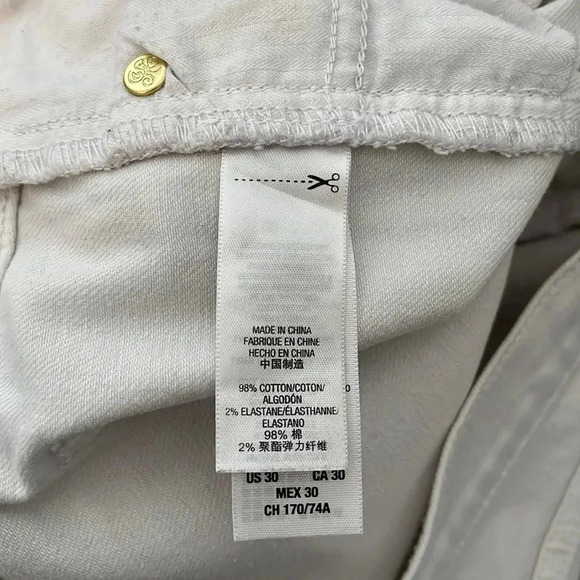 MADE IN CHINA
FABRIQUE EN CHINE
HECHO EN CHINA
中国制造
98% COTTON/COTON/
ALGODÓN
2% ELASTANE/ÉLASTHANNE/
ELASTANO
98% 棉
2% 聚酯弹力纤维
US 30 CA 30
MEX 30
CH 170/74A